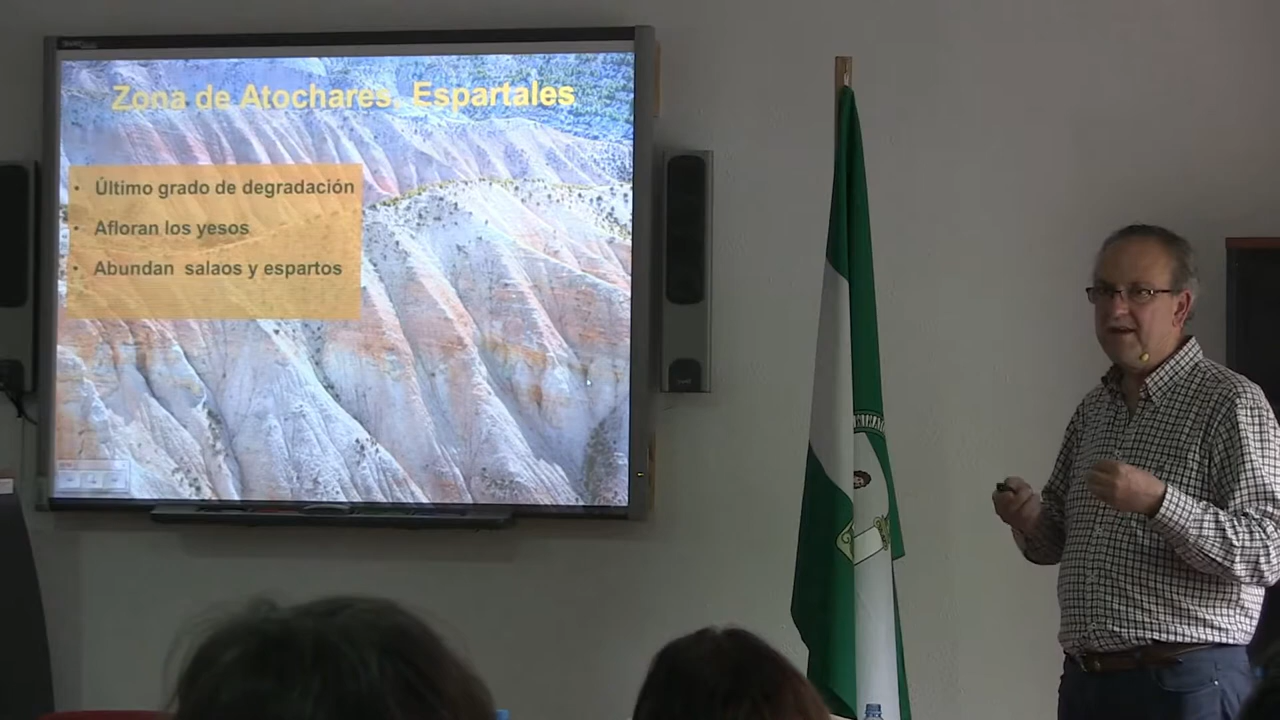 Zona de Atochares. Espartales
• Último grado de degradación
• Afloran los yesos
• Abundan salaos y espartos